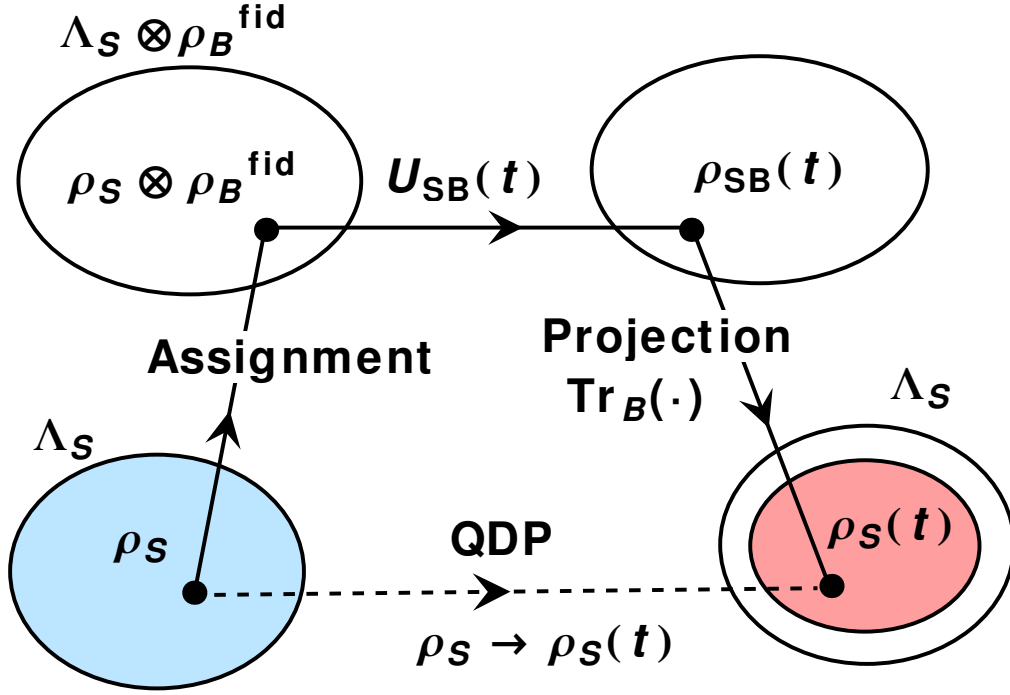 Λ_S ⊗ ρ_B^fid
ρ_S ⊗ ρ_B^fid
U_SB(t)
ρ_SB(t)
Assignment
Projection
Tr_B(·)
Λ_S
Λ_S
ρ_S
QDP
ρ_S(t)
ρ_S → ρ_S(t)